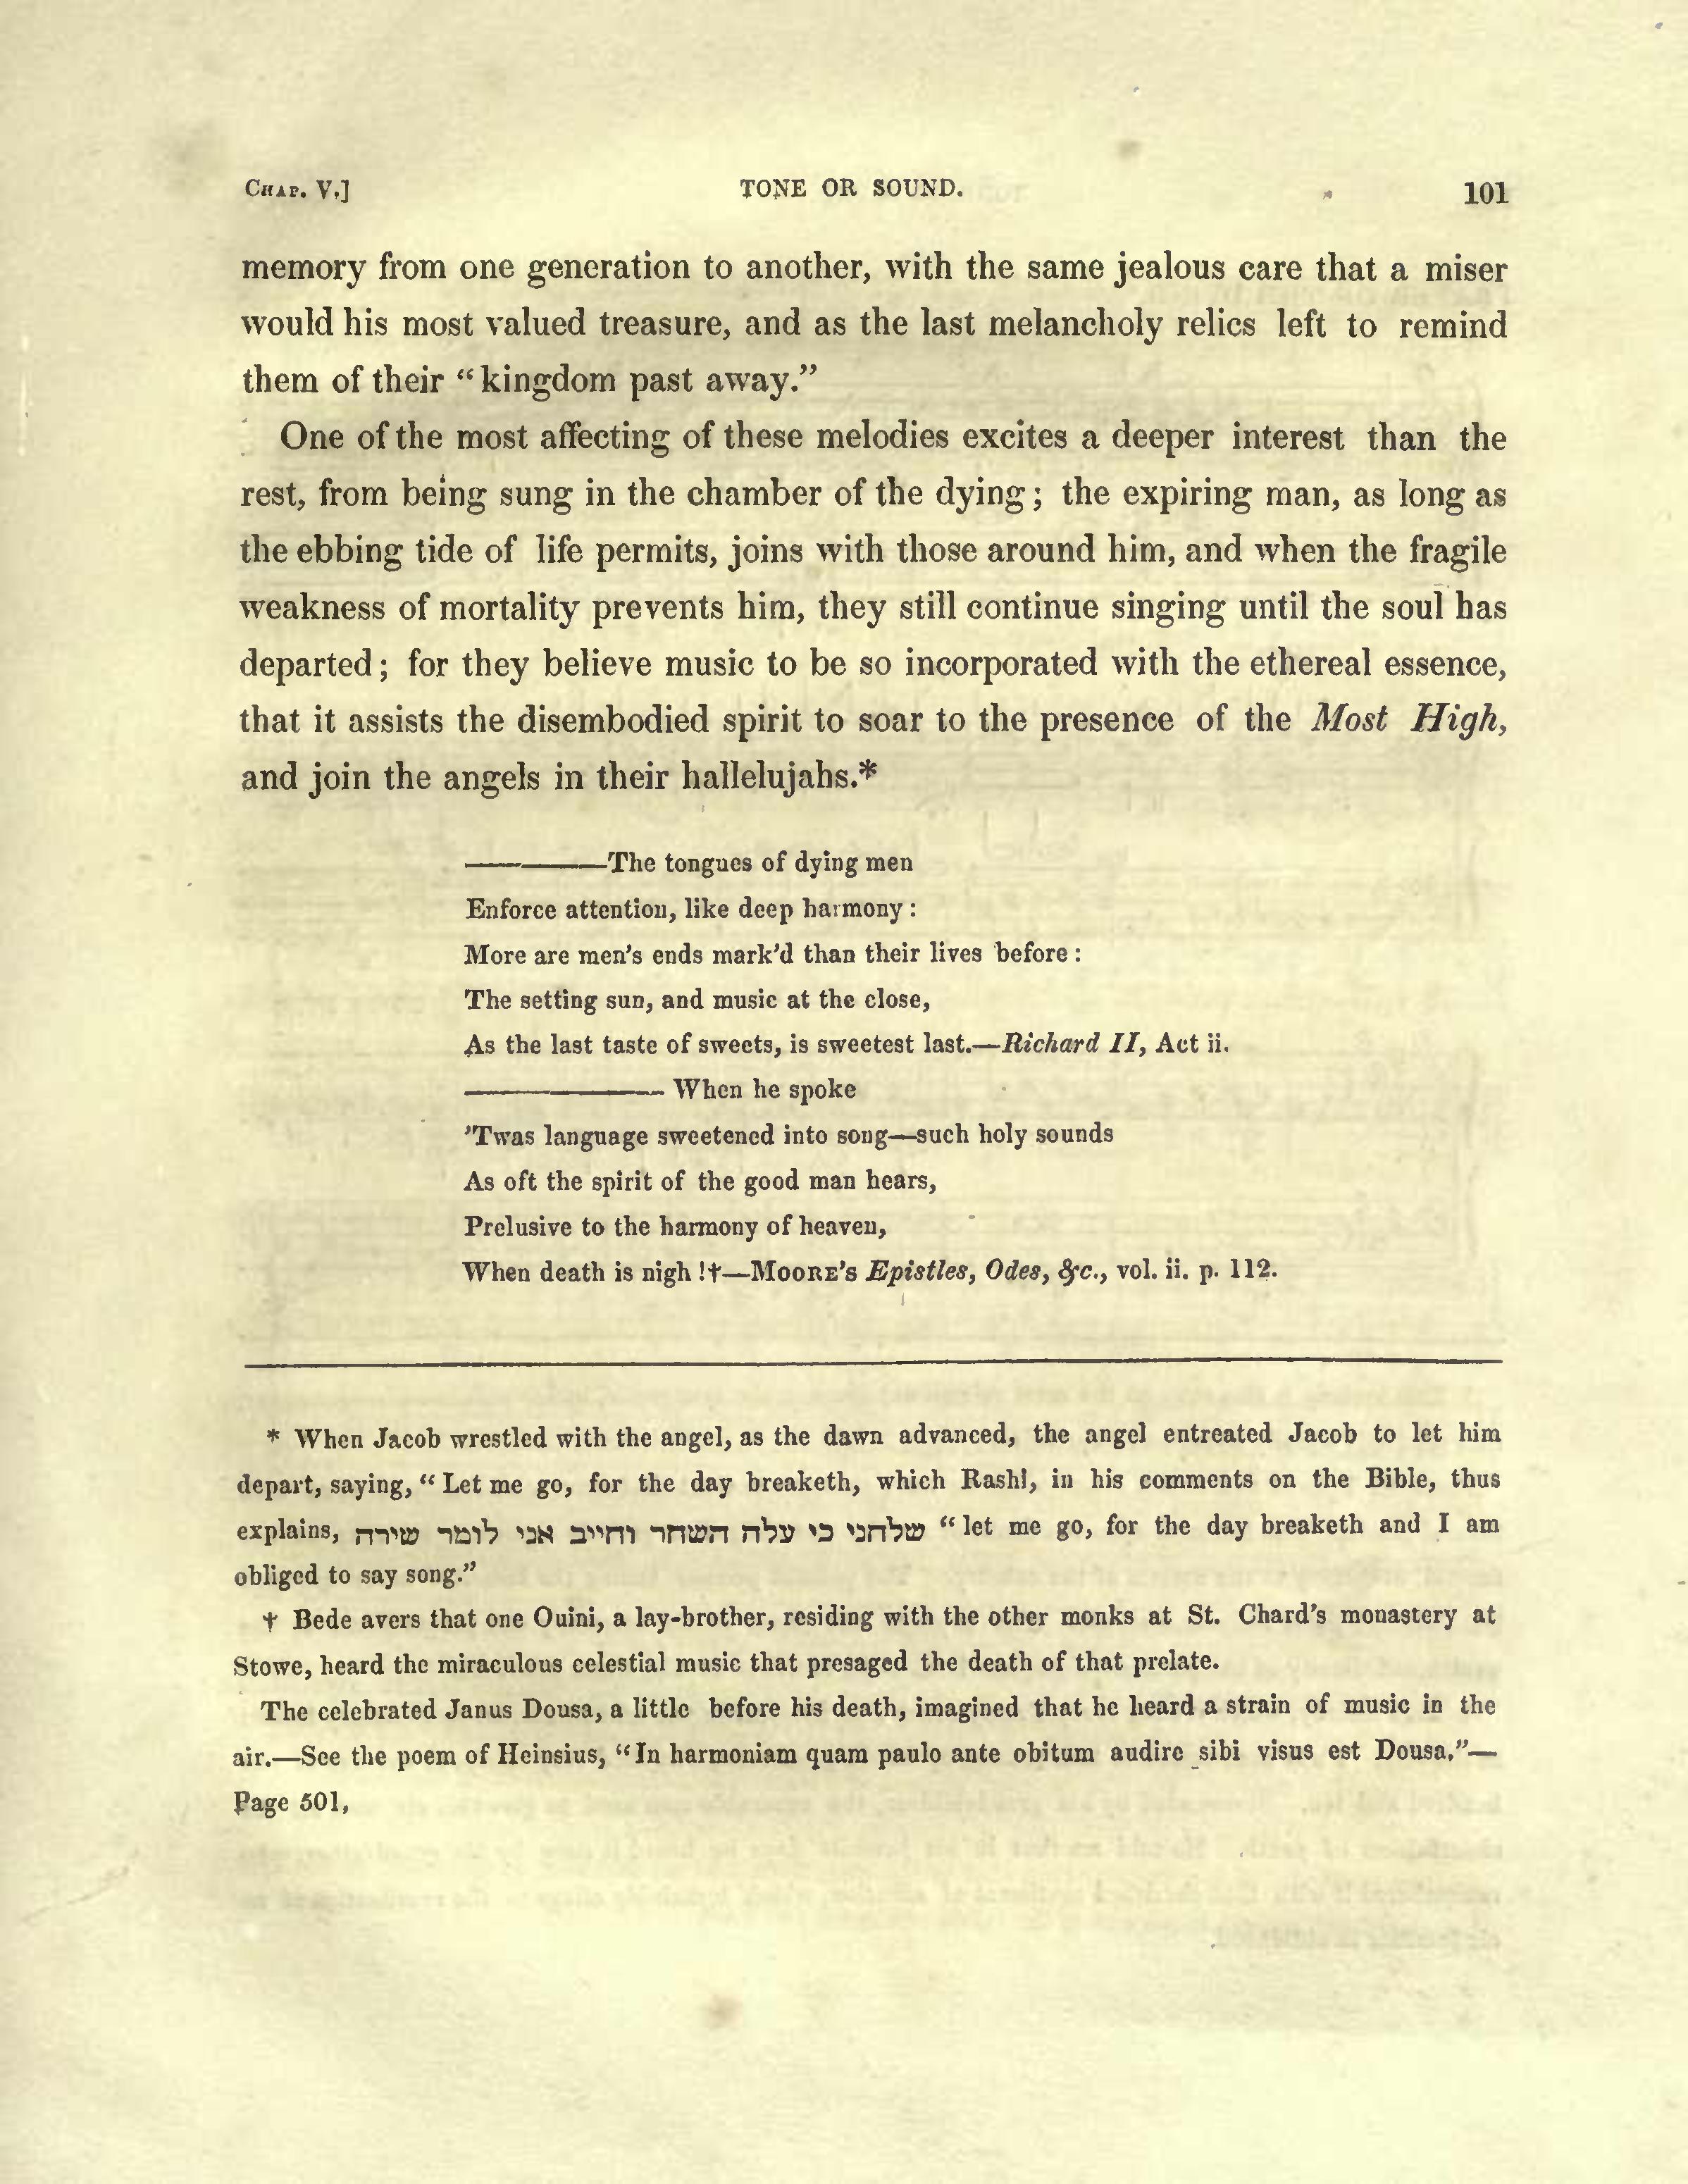 CHAP. V.] TONE OR SOUND. 101
memory from one generation to another, with the same jealous care that a miser
would his most valued treasure, and as the last melancholy relics left to remind
them of their “kingdom past away.”
One of the most affecting of these melodies excites a deeper interest than the
rest, from being sung in the chamber of the dying; the expiring man, as long as
the ebbing tide of life permits, joins with those around him, and when the fragile
weakness of mortality prevents him, they still continue singing until the soul has
departed; for they believe music to be so incorporated with the ethereal essence,
that it assists the disembodied spirit to soar to the presence of the Most High,
and join the angels in their hallelujahs.*
———The tongues of dying men
Enforce attention, like deep harmony:
More are men’s ends mark’d than their lives before:
The setting sun, and music at the close,
As the last taste of sweets, is sweetest last.—Richard II, Act ii.
———— When he spoke
’Twas language sweetened into song—such holy sounds
As oft the spirit of the good man hears,
Prelusive to the harmony of heaven,
When death is nigh!†—MOORE’S Epistles, Odes, &c., vol. ii. p. 112.
* When Jacob wrestled with the angel, as the dawn advanced, the angel entreated Jacob to let him
depart, saying, “Let me go, for the day breaketh, which Rashi, in his comments on the Bible, thus
explains, שלחני כי עלה השחר וחייב אני לומר שירה “let me go, for the day breaketh and I am
obliged to say song.”
† Bede avers that one Ouini, a lay-brother, residing with the other monks at St. Chard’s monastery at
Stowe, heard the miraculous celestial music that presaged the death of that prelate.
The celebrated Janus Dousa, a little before his death, imagined that he heard a strain of music in the
air.—See the poem of Heinsius, “In harmoniam quam paulo ante obitum audire sibi visus est Dousa.”—
Page 501,